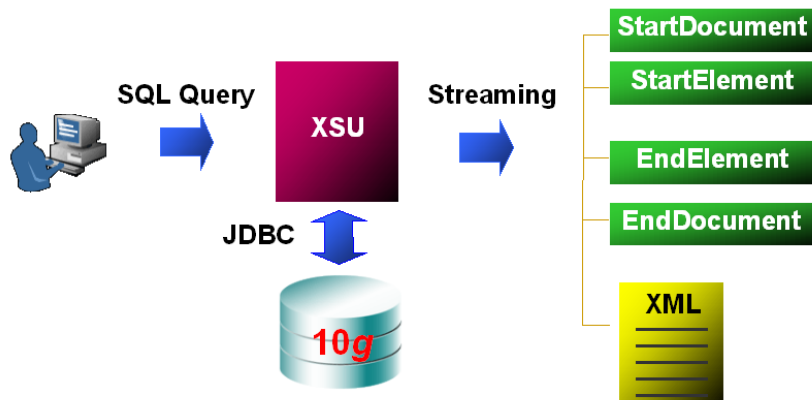 SQL Query
XSU
Streaming
JDBC
10g
StartDocument
StartElement
EndElement
EndDocument
XML